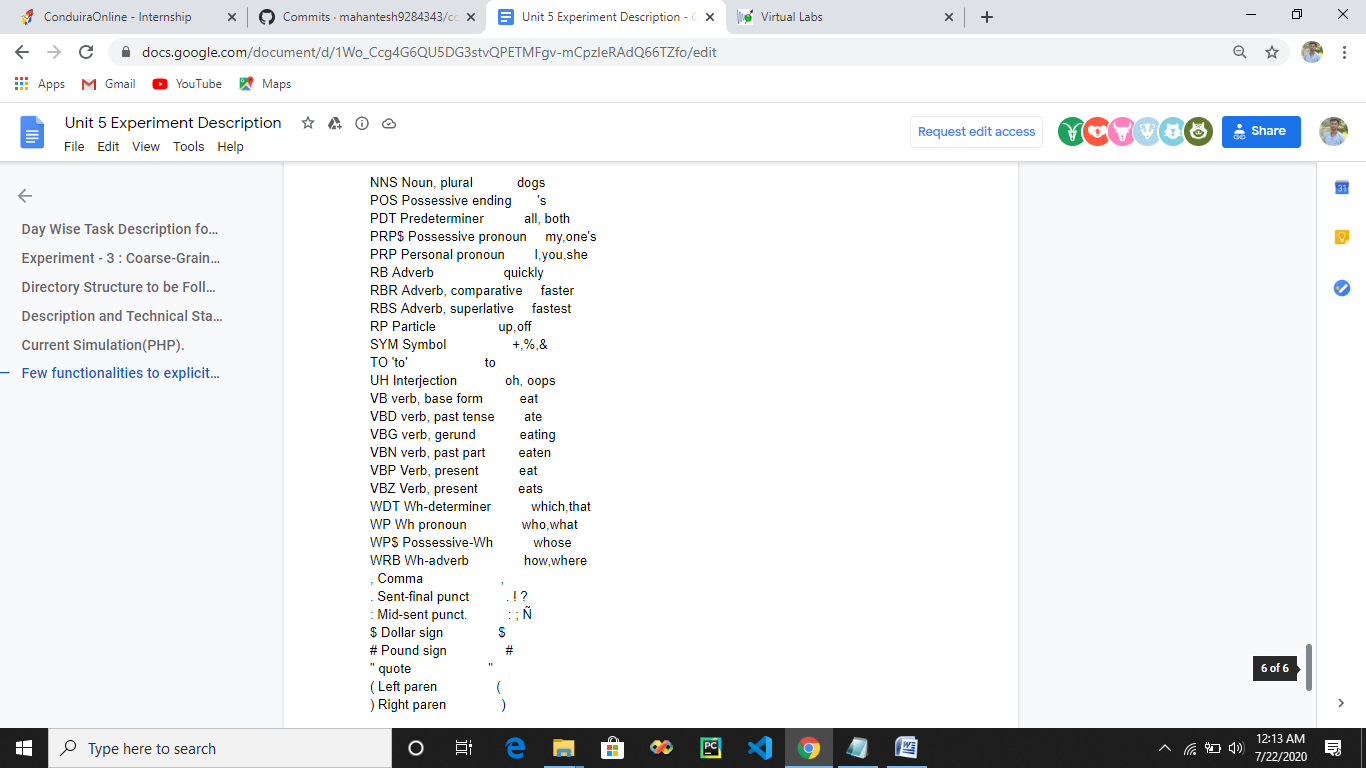 ConduiraOnline - Internship
Commits · mahantesh9284343/cc
Unit 5 Experiment Description - G
Virtual Labs
docs.google.com/document/d/1Wo_Ccg4G6QU5DG3stvQPETMFgv-mCpzleRAdQ66TZfo/edit
Apps Gmail YouTube Maps
Unit 5 Experiment Description
File Edit View Tools Help
Request edit access
Share
Day Wise Task Description fo...
Experiment - 3 : Coarse-Grain...
Directory Structure to be Foll...
Description and Technical Sta...
Current Simulation(PHP).
Few functionalities to explicit...
NNS Noun, plural dogs
POS Possessive ending 's
PDT Predeterminer all, both
PRP$ Possessive pronoun my,one's
PRP Personal pronoun I,you,she
RB Adverb quickly
RBR Adverb, comparative faster
RBS Adverb, superlative fastest
RP Particle up,off
SYM Symbol +,%,&
TO 'to' to
UH Interjection oh, oops
VB verb, base form eat
VBD verb, past tense ate
VBG verb, gerund eating
VBN verb, past part eaten
VBP Verb, present eat
VBZ Verb, present eats
WDT Wh-determiner which,that
WP Wh pronoun who,what
WP$ Possessive-Wh whose
WRB Wh-adverb how,where
, Comma ,
. Sent-final punct . ! ?
: Mid-sent punct. : ; Ñ
$ Dollar sign $
# Pound sign #
" quote "
( Left paren (
) Right paren )
6 of 6
31
Type here to search
PC
12:13 AM
7/22/2020